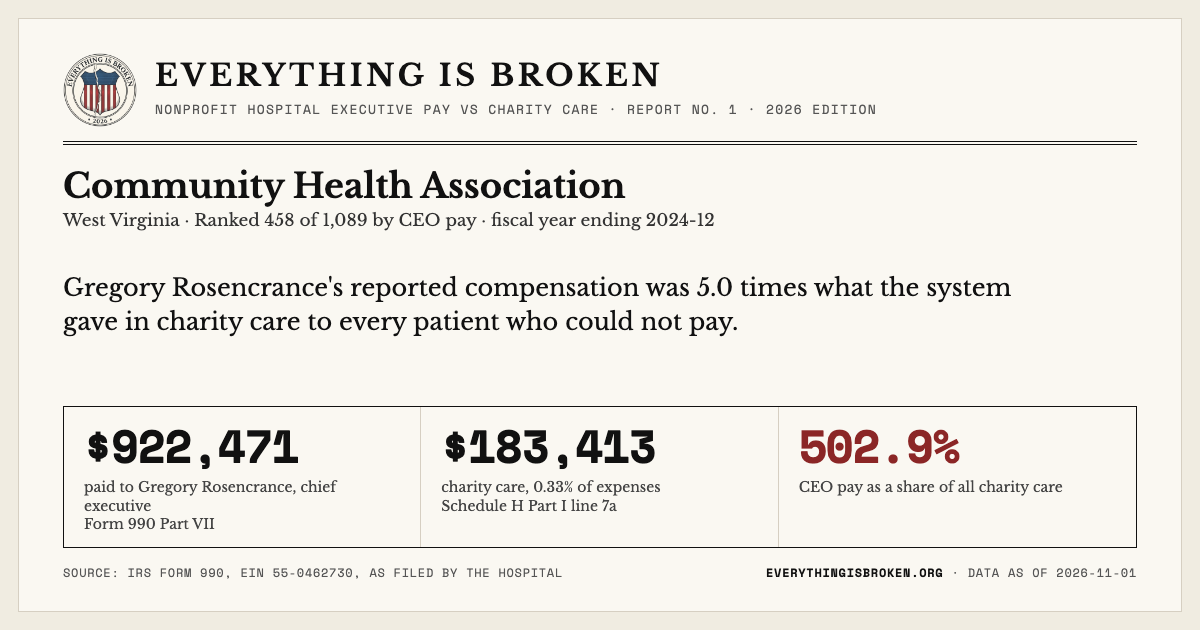 EVERYTHING IS BROKEN
2026
EVERYTHING IS BROKEN
NONPROFIT HOSPITAL EXECUTIVE PAY VS CHARITY CARE · REPORT NO. 1 · 2026 EDITION
Community Health Association
West Virginia · Ranked 458 of 1,089 by CEO pay · fiscal year ending 2024-12
Gregory Rosencrance's reported compensation was 5.0 times what the system
gave in charity care to every patient who could not pay.
$922,471
paid to Gregory Rosencrance, chief
executive
Form 990 Part VII
$183,413
charity care, 0.33% of expenses
Schedule H Part I line 7a
502.9%
CEO pay as a share of all charity care
SOURCE: IRS FORM 990, EIN 55-0462730, AS FILED BY THE HOSPITAL
EVERYTHINGISBROKEN.ORG · DATA AS OF 2026-11-01